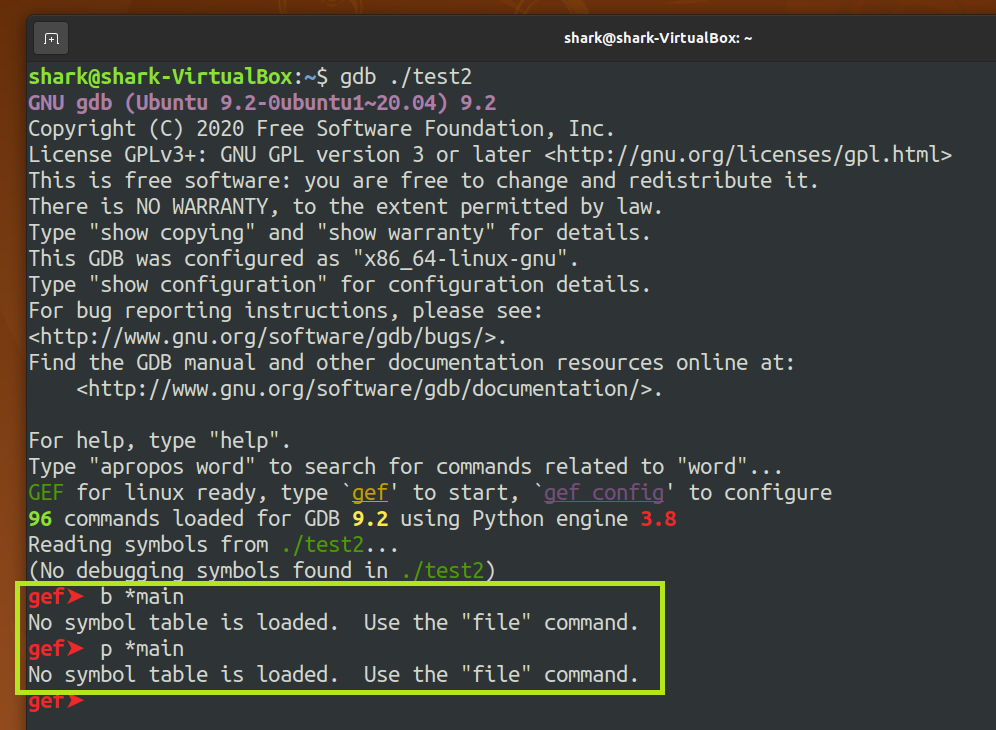 shark@shark-VirtualBox: ~
shark@shark-VirtualBox:~$ gdb ./test2
GNU gdb (Ubuntu 9.2-0ubuntu1~20.04) 9.2
Copyright (C) 2020 Free Software Foundation, Inc.
License GPLv3+: GNU GPL version 3 or later <http://gnu.org/licenses/gpl.html>
This is free software: you are free to change and redistribute it.
There is NO WARRANTY, to the extent permitted by law.
Type "show copying" and "show warranty" for details.
This GDB was configured as "x86_64-linux-gnu".
Type "show configuration" for configuration details.
For bug reporting instructions, please see:
<http://www.gnu.org/software/gdb/bugs/>.
Find the GDB manual and other documentation resources online at:
    <http://www.gnu.org/software/gdb/documentation/>.

For help, type "help".
Type "apropos word" to search for commands related to "word"...
GEF for linux ready, type `gef' to start, `gef config' to configure
96 commands loaded for GDB 9.2 using Python engine 3.8
Reading symbols from ./test2...
(No debugging symbols found in ./test2)
gef➤ b *main
No symbol table is loaded.  Use the "file" command.
gef➤ p *main
No symbol table is loaded.  Use the "file" command.
gef➤